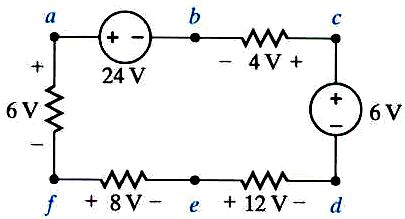 a b c
+ −
24 V
− 4 V +
+
6 V
−
+
−
6 V
f + 8 V − e + 12 V − d